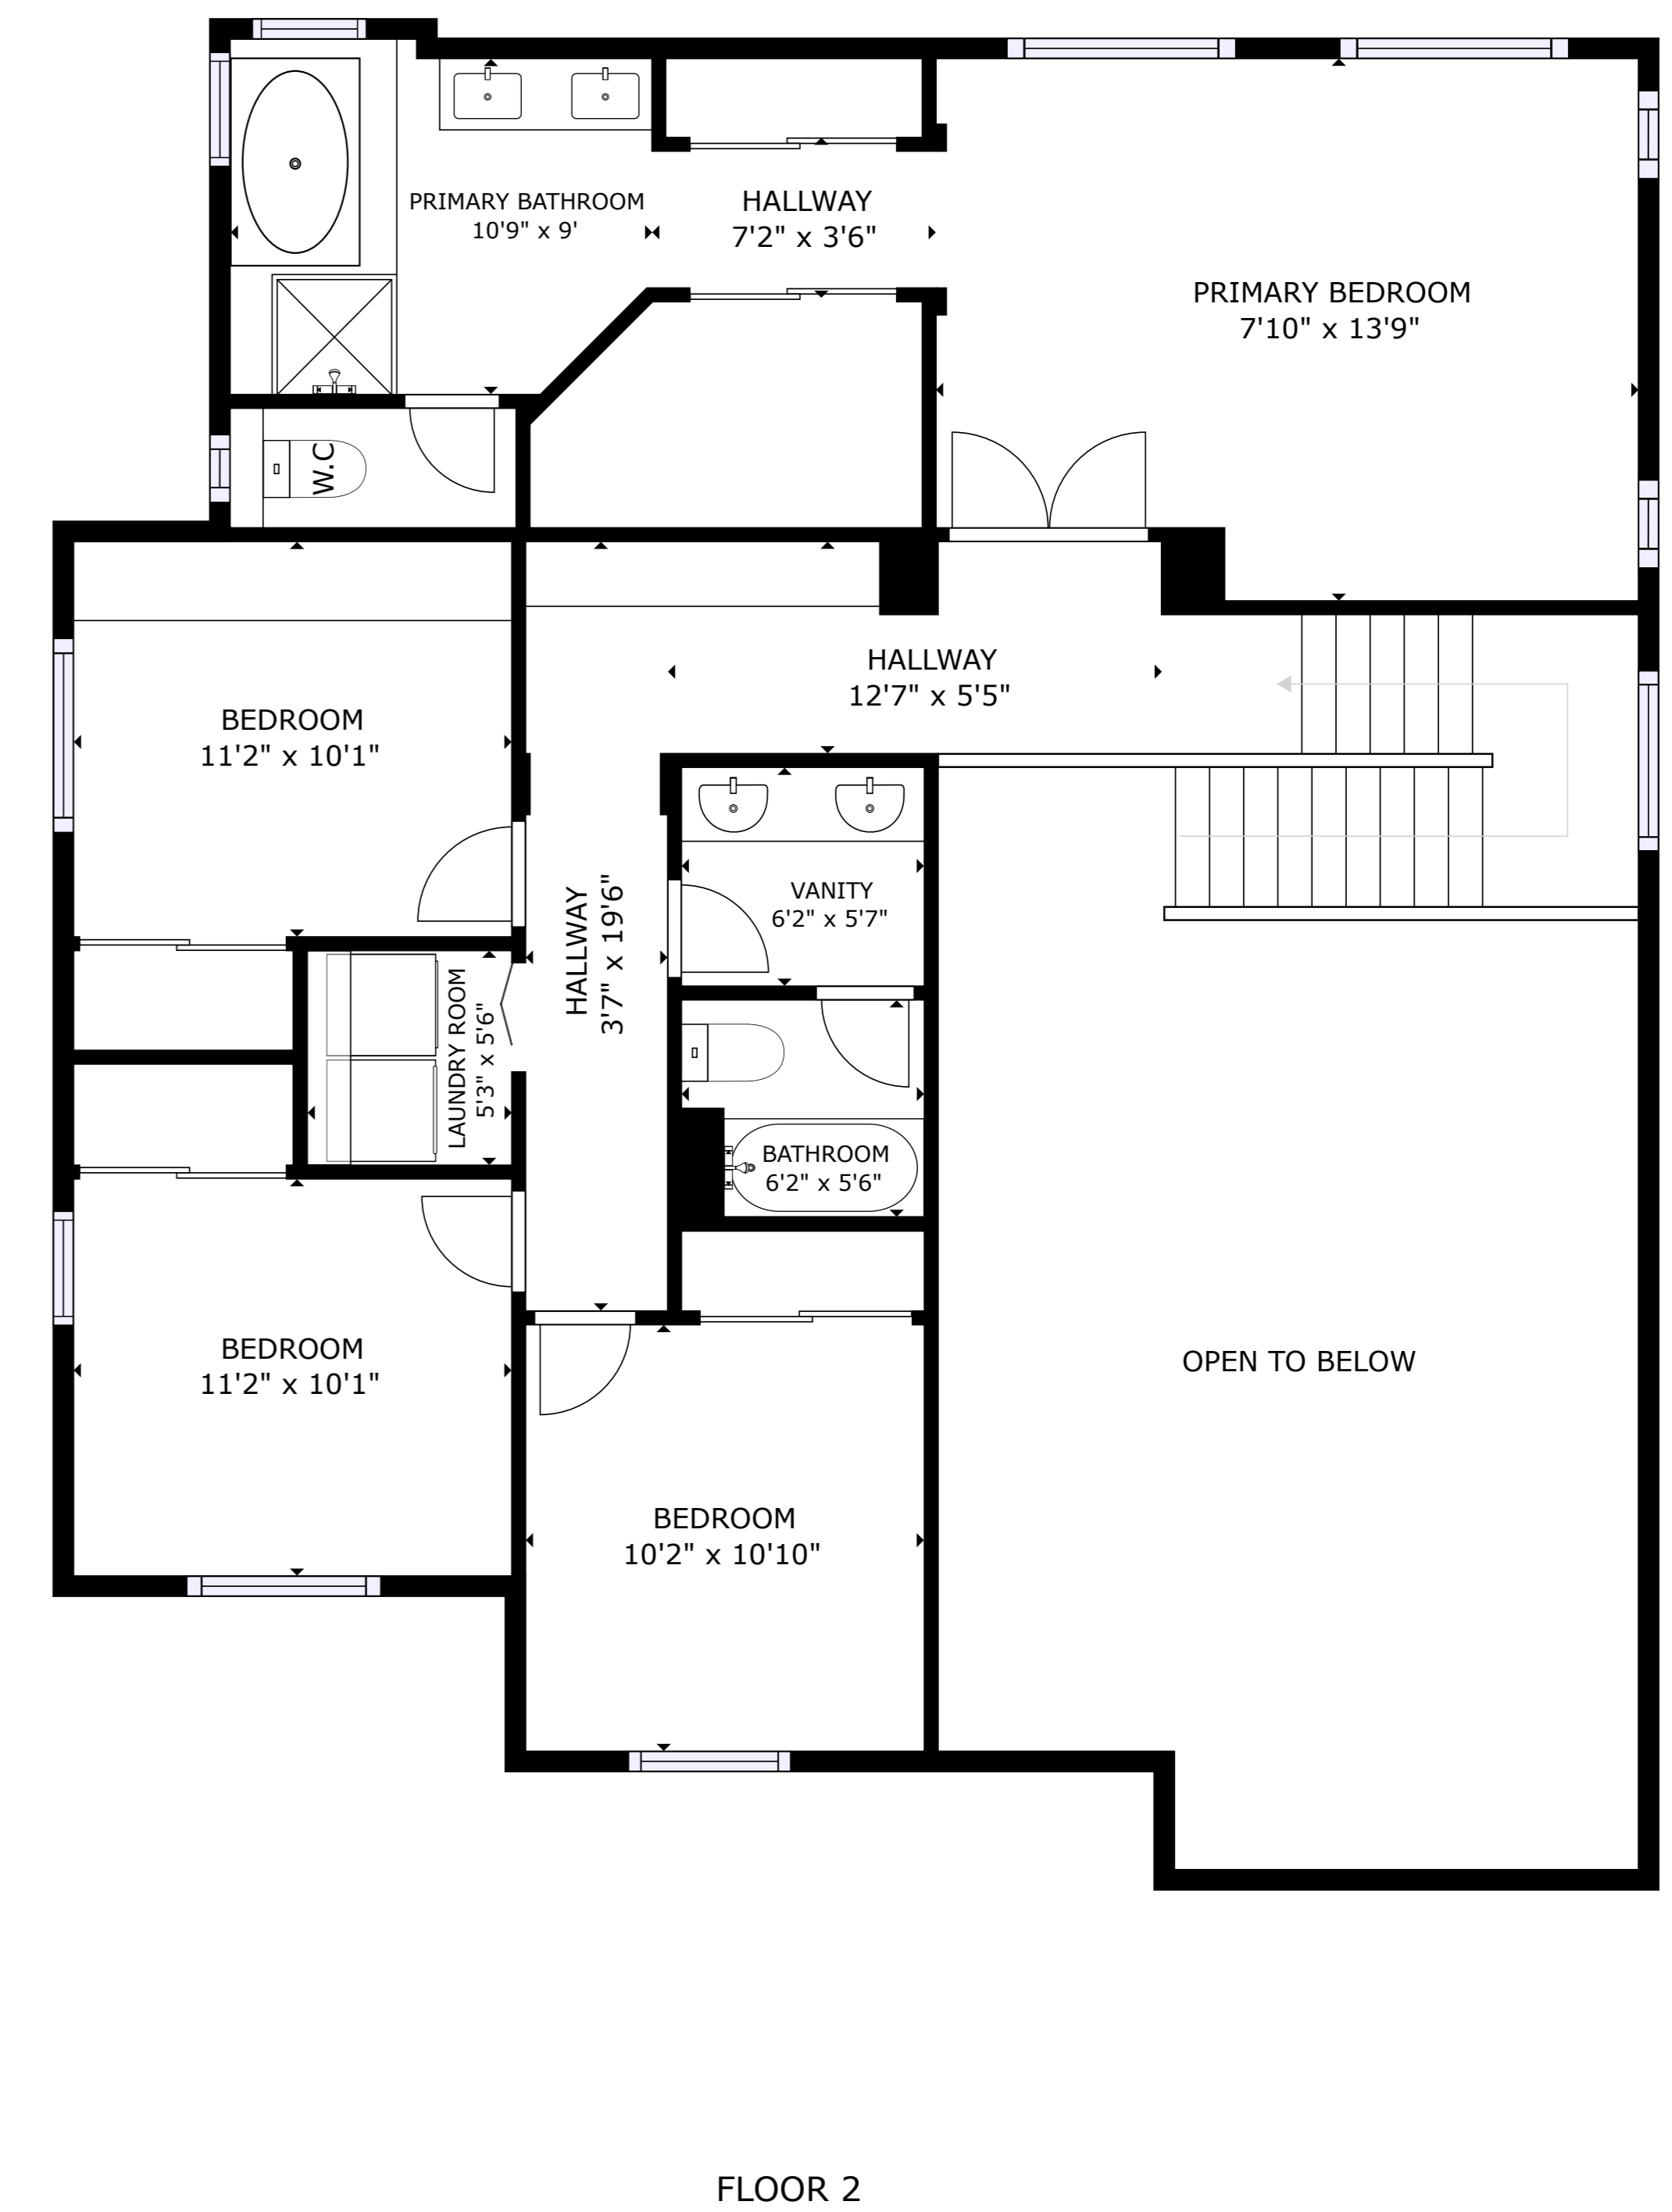 PRIMARY BATHROOM
10'9" x 9'
HALLWAY
7'2" x 3'6"
PRIMARY BEDROOM
7'10" x 13'9"
W.C
HALLWAY
12'7" x 5'5"
BEDROOM
11'2" x 10'1"
VANITY
6'2" x 5'7"
HALLWAY
3'7" x 19'6"
LAUNDRY ROOM
5'3" x 5'6"
BATHROOM
6'2" x 5'6"
BEDROOM
11'2" x 10'1"
OPEN TO BELOW
BEDROOM
10'2" x 10'10"
FLOOR 2